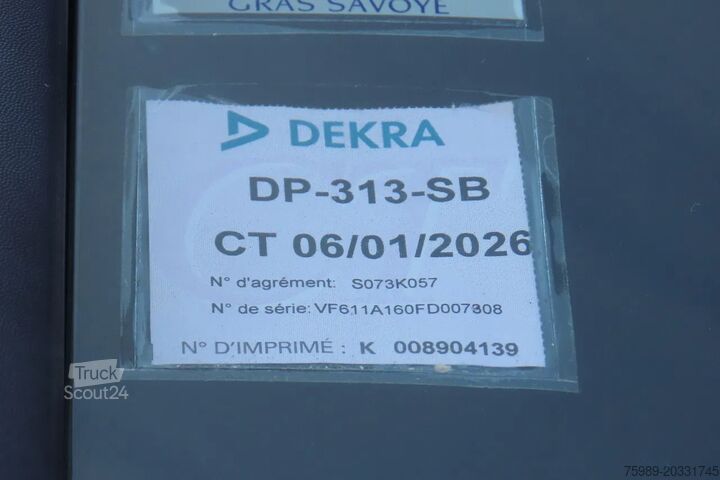 GRAS SAVOYE
DEKRA
DP-313-SB
CT 06/01/2026
N° d'agrément: S073K057
N° de série: VF611A160FD007308
N° D'IMPRIMÉ : K 008904139
Truck
Scout24
75989-20331745